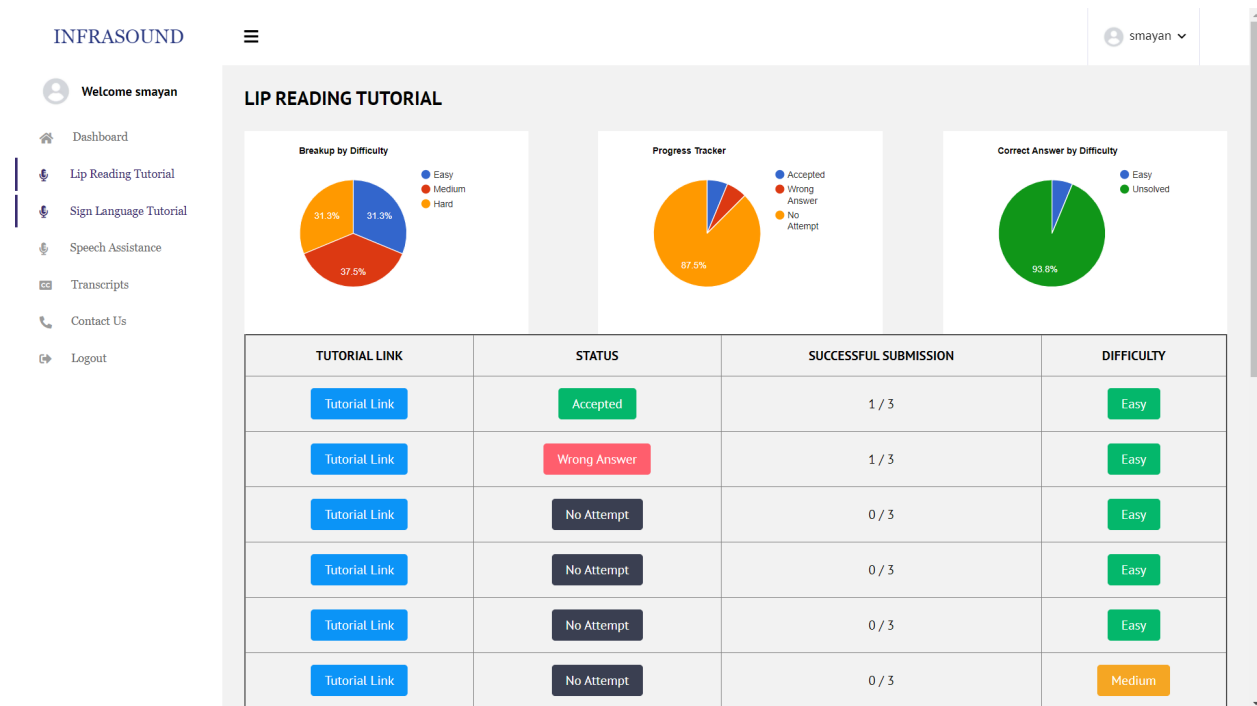 INFRASOUND
smayan
Welcome smayan
Dashboard
Lip Reading Tutorial
Sign Language Tutorial
Speech Assistance
CC Transcripts
Contact Us
Logout
LIP READING TUTORIAL
Breakup by Difficulty
Easy
Medium
Hard
31.3% 31.3%
37.5%
Progress Tracker
Accepted
Wrong
Answer
No
Attempt
87.5%
Correct Answer by Difficulty
Easy
Unsolved
93.8%
TUTORIAL LINK STATUS SUCCESSFUL SUBMISSION DIFFICULTY
Tutorial Link Accepted 1 / 3 Easy
Tutorial Link Wrong Answer 1 / 3 Easy
Tutorial Link No Attempt 0 / 3 Easy
Tutorial Link No Attempt 0 / 3 Easy
Tutorial Link No Attempt 0 / 3 Easy
Tutorial Link No Attempt 0 / 3 Medium